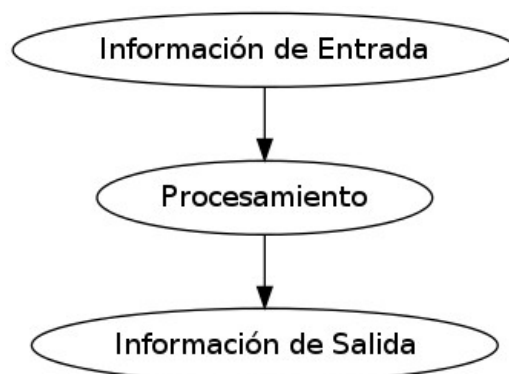 Información de Entrada
Procesamiento
Información de Salida